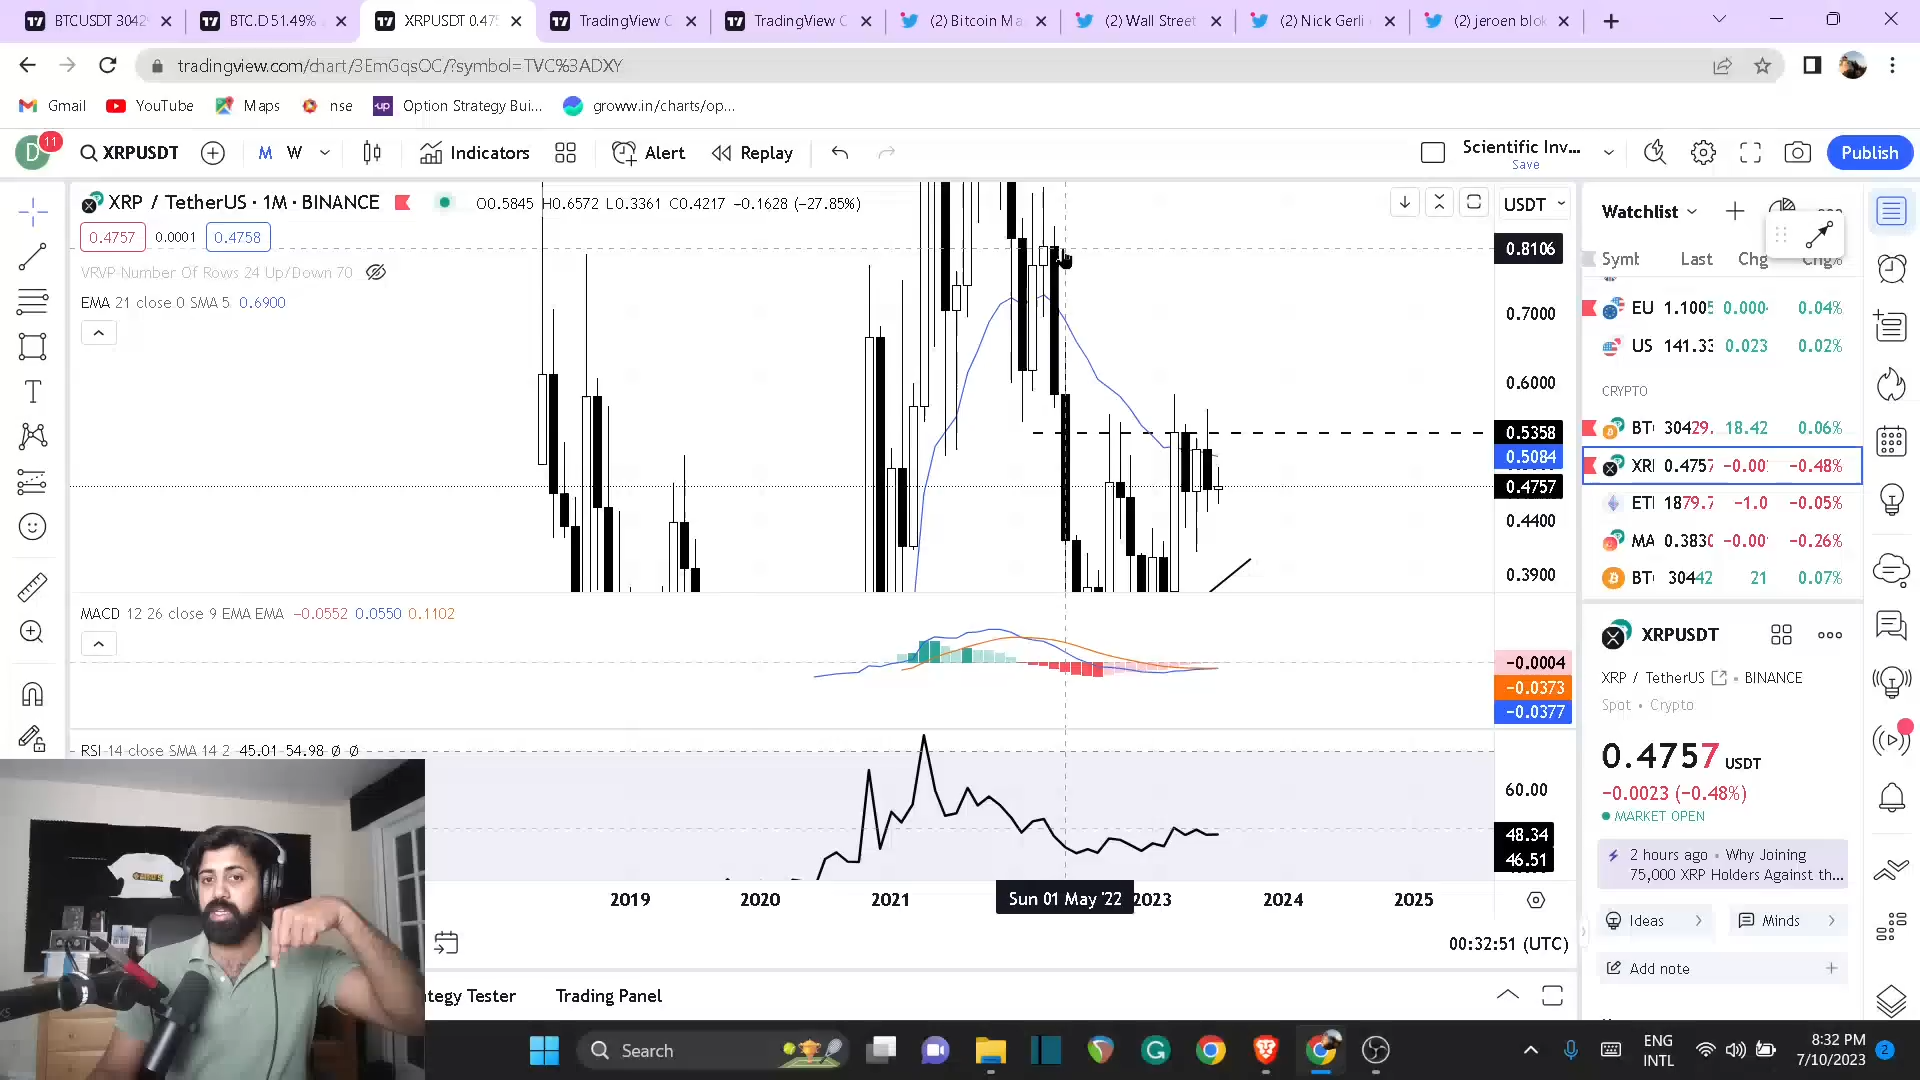 BTCUSDT 3042
BTC.D 51.49%
XRPUSDT 0.475
TradingView C
TradingView C
(2) Bitcoin Ma
(2) Wall Street
(2) Nick Gerli
(2) jeroen blok
tradingview.com/chart/3EmGqsOC/?symbol=TVC%3ADXY
Gmail
YouTube
Maps
nse
up
Option Strategy Bui...
groww.in/charts/op...
D
11
XRPUSDT
M
W
Indicators
Alert
Replay
Scientific Inv...
Save
Publish
XRP / TetherUS · 1M · BINANCE
O0.5845 H0.6572 L0.3361 C0.4217 −0.1628 (−27.85%)
0.4757
0.0001
0.4758
VRVP Number Of Rows 24 Up/Down 70
EMA 21 close 0 SMA 5 0.6900
USDT
0.8106
0.7000
0.6000
0.5358
0.5084
0.4757
0.4400
0.3900
MACD 12 26 close 9 EMA EMA −0.0552 0.0550 0.1102
−0.0004
−0.0373
−0.0377
RSI 14 close SMA 14 2 45.01 54.98 ∅ ∅
60.00
48.34
46.51
2019
2020
2021
Sun 01 May '22
2023
2024
2025
00:32:51 (UTC)
ategy Tester
Trading Panel
Watchlist
Symb
Last
Chg
Chg%
EU 1.1005 0.000 0.04%
US 141.33 0.023 0.02%
CRYPTO
BT 30429. 18.42 0.06%
XR 0.4757 −0.00 −0.48%
ET 1879.7 −1.0 −0.05%
MA 0.3830 −0.00 −0.26%
BT 30442 21 0.07%
XRPUSDT
XRP / TetherUS • BINANCE
Spot • Crypto
0.4757 USDT
−0.0023 (−0.48%)
MARKET OPEN
2 hours ago • Why Joining
75,000 XRP Holders Against th...
Ideas
Minds
Add note
Search
ENG
INTL
8:32 PM
7/10/2023
2